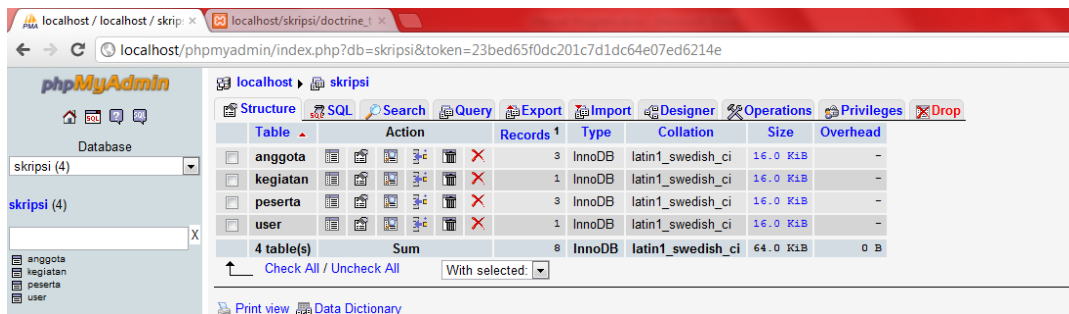 localhost / localhost / skrip
localhost/skripsi/doctrine_t
localhost/phpmyadmin/index.php?db=skripsi&token=23bed65f0dc201c7d1dc64e07ed6214e
phpMyAdmin
SQL
SQL
Database
skripsi (4)
skripsi (4)
X
anggota
kegiatan
peserta
user
localhost ▸ skripsi
Structure SQL Search Query Export Import Designer Operations Privileges Drop
Table Action Records 1 Type Collation Size Overhead
anggota 3 InnoDB latin1_swedish_ci 16.0 KiB -
kegiatan 1 InnoDB latin1_swedish_ci 16.0 KiB -
peserta 3 InnoDB latin1_swedish_ci 16.0 KiB -
user 1 InnoDB latin1_swedish_ci 16.0 KiB -
4 table(s) Sum 8 InnoDB latin1_swedish_ci 64.0 KiB 0 B
Check All / Uncheck All With selected:
Print view Data Dictionary